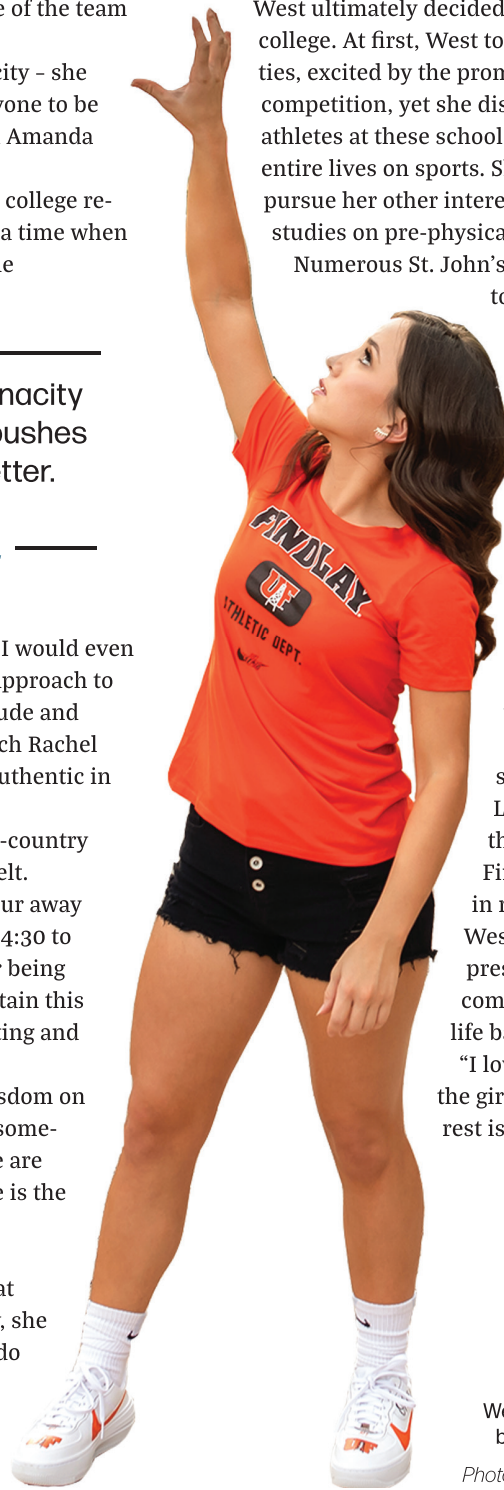 e of the team
city – she
yone to be
Amanda
college re-
a time when
e
nacity
pushes
tter.
I would even
approach to
ude and
ch Rachel
uthentic in
-country
elt.
ur away
4:30 to
r being
tain this
ting and
sdom on
some-
e are
e is the
at
, she
do
West ultimately decided
college. At first, West to
ties, excited by the prom
competition, yet she dis
athletes at these school
entire lives on sports. S
pursue her other intere
studies on pre-physica
Numerous St. John's
to
FINDLAY
UF
ATHLETIC DEPT.
s
L
th
Fi
in
Wes
pres
com
life b
“I lo
the gir
rest is
We
b
Photo